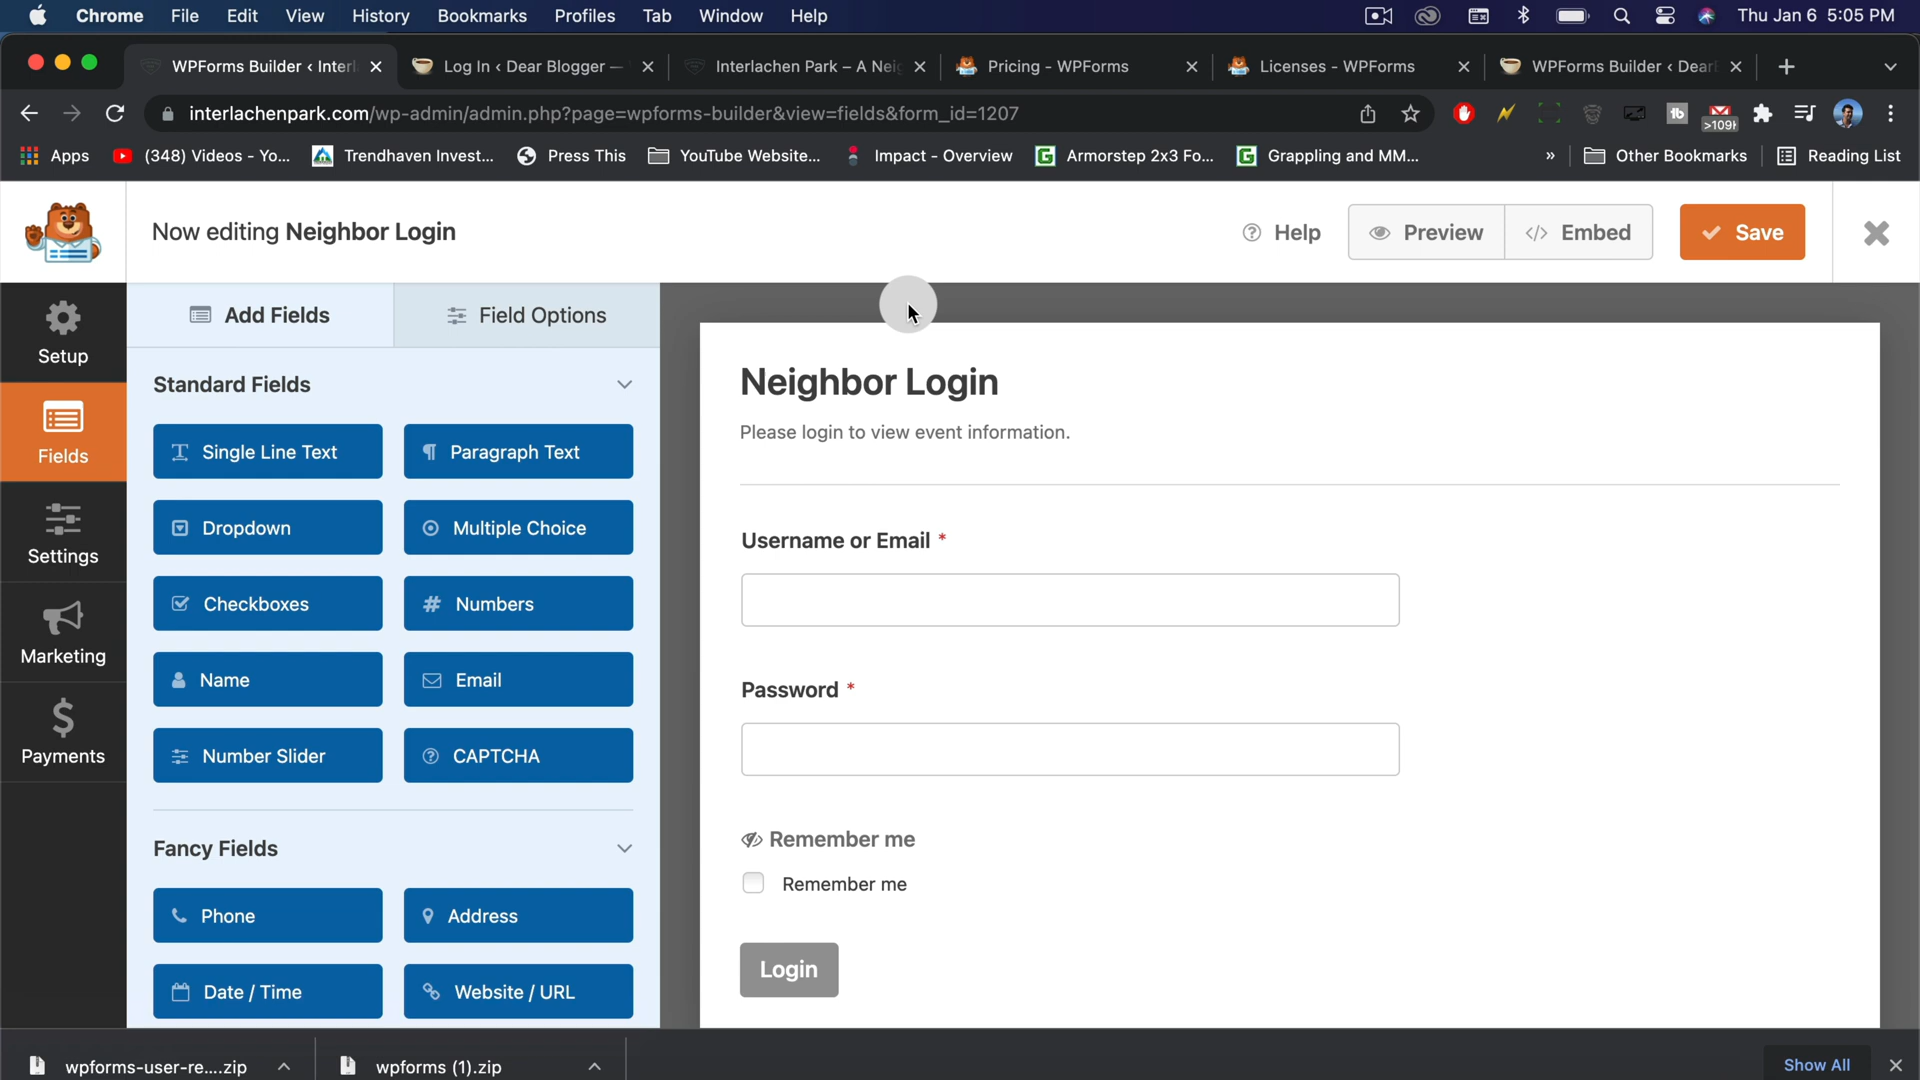 Chrome File Edit View History Bookmarks Profiles Tab Window Help Thu Jan 6 5:05 PM
WPForms Builder ‹ Interl Log In ‹ Dear Blogger — Interlachen Park – A Nei Pricing - WPForms Licenses - WPForms WPForms Builder ‹ Dear
interlachenpark.com/wp-admin/admin.php?page=wpforms-builder&view=fields&form_id=1207 tb >109k
Apps (348) Videos - Yo... Trendhaven Invest... Press This YouTube Website... Impact - Overview Armorstep 2x3 Fo... Grappling and MM... » Other Bookmarks Reading List
Now editing Neighbor Login Help Preview </> Embed Save
Setup
Fields
Settings
Marketing
Payments
Add Fields Field Options
Standard Fields
Single Line Text Paragraph Text
Dropdown Multiple Choice
Checkboxes # Numbers
Name Email
Number Slider CAPTCHA
Fancy Fields
Phone Address
Date / Time Website / URL
Neighbor Login
Please login to view event information.
Username or Email *
Password *
Remember me
Remember me
Login
wpforms-user-re....zip wpforms (1).zip Show All